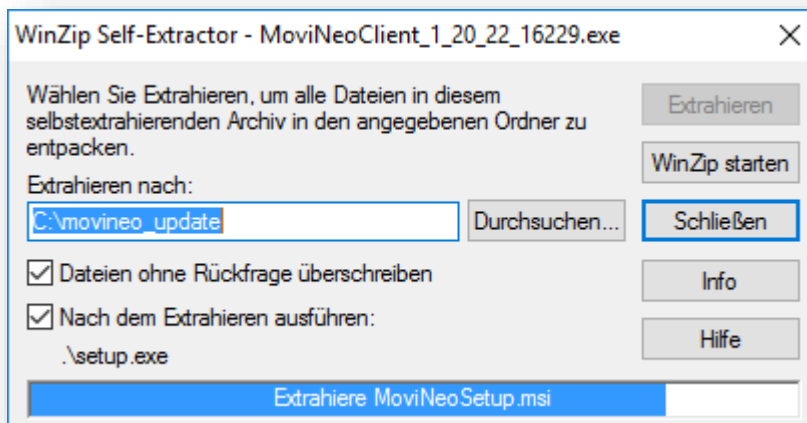 WinZip Self-Extractor - MoviNeoClient_1_20_22_16229.exe
Wählen Sie Extrahieren, um alle Dateien in diesem
selbstextrahierenden Archiv in den angegebenen Ordner zu
entpacken.
Extrahieren
WinZip starten
Extrahieren nach:
C:\movineo_update
Durchsuchen...
Schließen
Dateien ohne Rückfrage überschreiben
Info
Nach dem Extrahieren ausführen:
.\setup.exe
Hilfe
Extrahiere MoviNeoSetup.msi